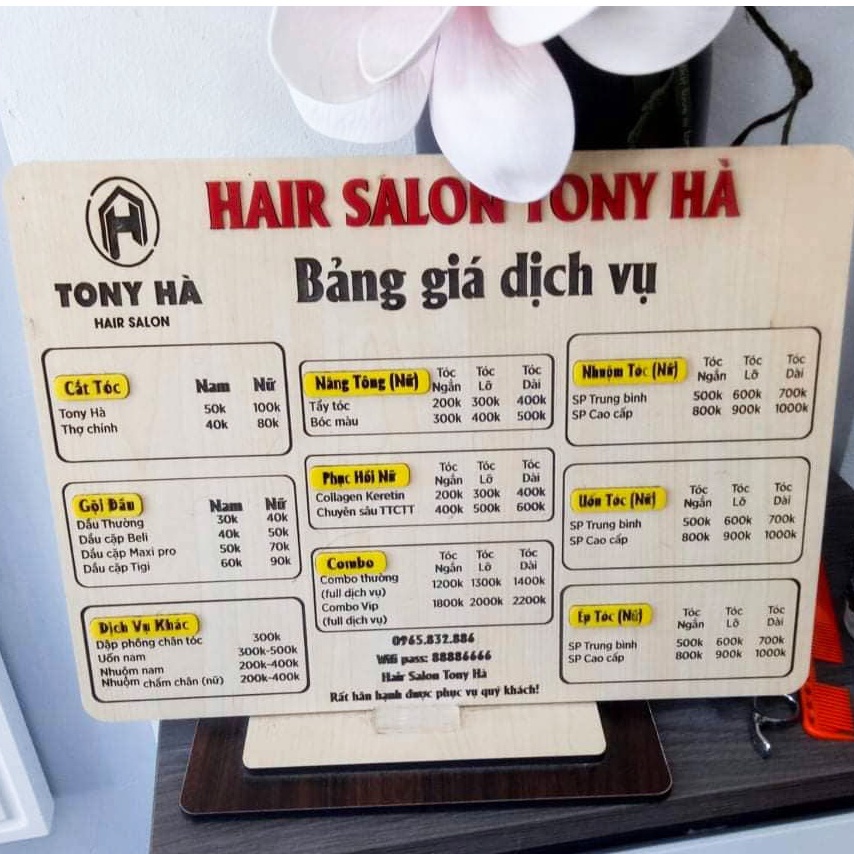 HAIR SALON TONY HÀ
TONY HÀ
HAIR SALON
Bảng giá dịch vụ
Cắt Tóc Nam Nữ
Tony Hà 50k 100k
Thợ chính 40k 80k
Gội Đầu Nam Nữ
Dầu Thường 30k 40k
Dầu cặp Beli 40k 50k
Dầu cặp Maxi pro 50k 70k
Dầu cặp Tigi 60k 90k
Dịch Vụ Khác
Dập phồng chân tóc 300k
Uốn nam 300k-500k
Nhuộm nam 200k-400k
Nhuộm chấm chân (nữ) 200k-400k
Nâng Tông (Nữ) Tóc Ngắn Tóc Lỡ Tóc Dài
Tẩy tóc 200k 300k 400k
Bóc màu 300k 400k 500k
Phục Hồi Nữ Tóc Ngắn Tóc Lỡ Tóc Dài
Collagen Keretin 200k 300k 400k
Chuyên sâu TTCTT 400k 500k 600k
Combo Tóc Ngắn Tóc Lỡ Tóc Dài
Combo thường 1200k 1300k 1400k
(full dịch vụ)
Combo Vip 1800k 2000k 2200k
(full dịch vụ)
0965.832.886
Wifi pass: 88886666
Hair Salon Tony Hà
Rất hân hạnh được phục vụ quý khách!
Nhuộm Tóc (Nữ) Tóc Ngắn Tóc Lỡ Tóc Dài
SP Trung bình 500k 600k 700k
SP Cao cấp 800k 900k 1000k
Uốn Tóc (Nữ) Tóc Ngắn Tóc Lỡ Tóc Dài
SP Trung bình 500k 600k 700k
SP Cao cấp 800k 900k 1000k
Ép Tóc (Nữ) Tóc Ngắn Tóc Lỡ Tóc Dài
SP Trung bình 500k 600k 700k
SP Cao cấp 800k 900k 1000k